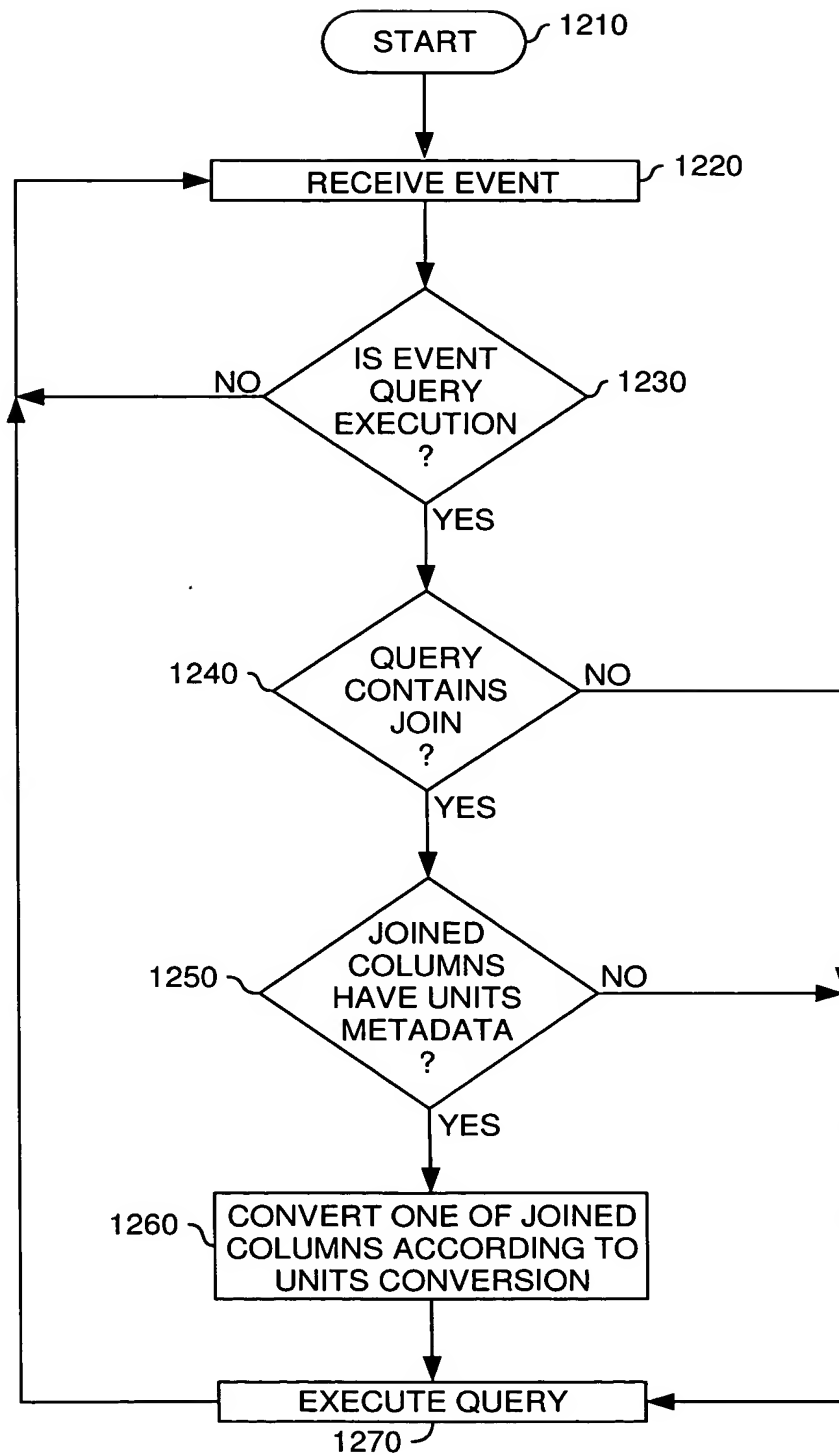 START
1210
RECEIVE EVENT
1220
IS EVENT
QUERY
EXECUTION
?
1230
NO
YES
QUERY
CONTAINS
JOIN
?
1240
NO
YES
JOINED
COLUMNS
HAVE UNITS
METADATA
?
1250
NO
YES
1260
CONVERT ONE OF JOINED
COLUMNS ACCORDING TO
UNITS CONVERSION
EXECUTE QUERY
1270